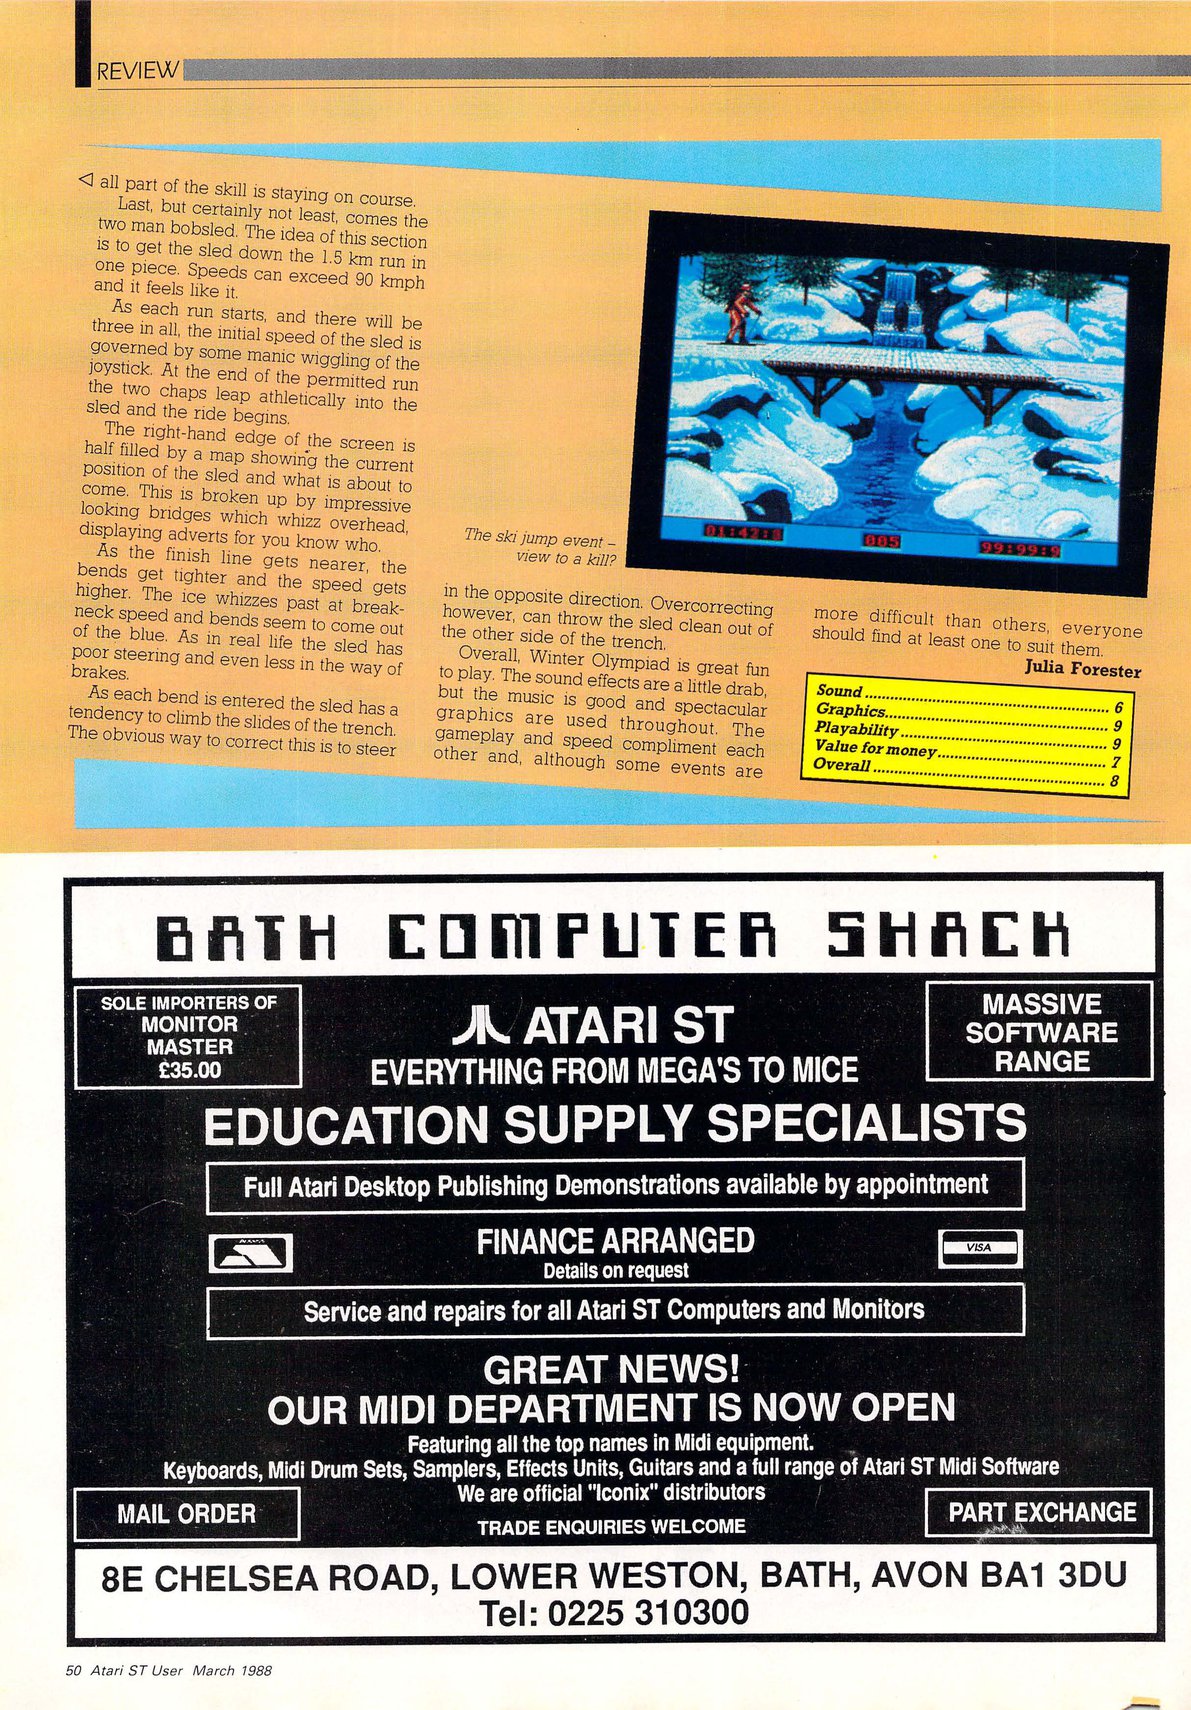 REVIEW
◁ all part of the skill is staying on course.
Last, but certainly not least, comes the
two man bobsled. The idea of this section
is to get the sled down the 1.5 km run in
one piece. Speeds can exceed 90 kmph
and it feels like it.
As each run starts, and there will be
three in all, the initial speed of the sled is
governed by some manic wiggling of the
joystick. At the end of the permitted run
the two chaps leap athletically into the
sled and the ride begins.
The right-hand edge of the screen is
half filled by a map showing the current
position of the sled and what is about to
come. This is broken up by impressive
looking bridges which whizz overhead,
displaying adverts for you know who.
As the finish line gets nearer, the
bends get tighter and the speed gets
higher. The ice whizzes past at break-
neck speed and bends seem to come out
of the blue. As in real life the sled has
poor steering and even less in the way of
brakes.
As each bend is entered the sled has a
tendency to climb the slides of the trench.
The obvious way to correct this is to steer
The ski jump event –
view to a kill?
01:42:8
005
99:99:9
in the opposite direction. Overcorrecting
however, can throw the sled clean out of
the other side of the trench.
Overall, Winter Olympiad is great fun
to play. The sound effects are a little drab,
but the music is good and spectacular
graphics are used throughout. The
gameplay and speed compliment each
other and, although some events are
more difficult than others, everyone
should find at least one to suit them.
Julia Forester
Sound ........ 6
Graphics........ 9
Playability ........ 9
Value for money ........ 7
Overall ........ 8
BATH COMPUTER SHACK
SOLE IMPORTERS OF
MONITOR
MASTER
£35.00
ATARI ST
EVERYTHING FROM MEGA'S TO MICE
MASSIVE
SOFTWARE
RANGE
EDUCATION SUPPLY SPECIALISTS
Full Atari Desktop Publishing Demonstrations available by appointment
FINANCE ARRANGED
Details on request
VISA
Service and repairs for all Atari ST Computers and Monitors
GREAT NEWS!
OUR MIDI DEPARTMENT IS NOW OPEN
Featuring all the top names in Midi equipment.
Keyboards, Midi Drum Sets, Samplers, Effects Units, Guitars and a full range of Atari ST Midi Software
We are official "Iconix" distributors
TRADE ENQUIRIES WELCOME
MAIL ORDER
PART EXCHANGE
8E CHELSEA ROAD, LOWER WESTON, BATH, AVON BA1 3DU
Tel: 0225 310300
50 Atari ST User March 1988